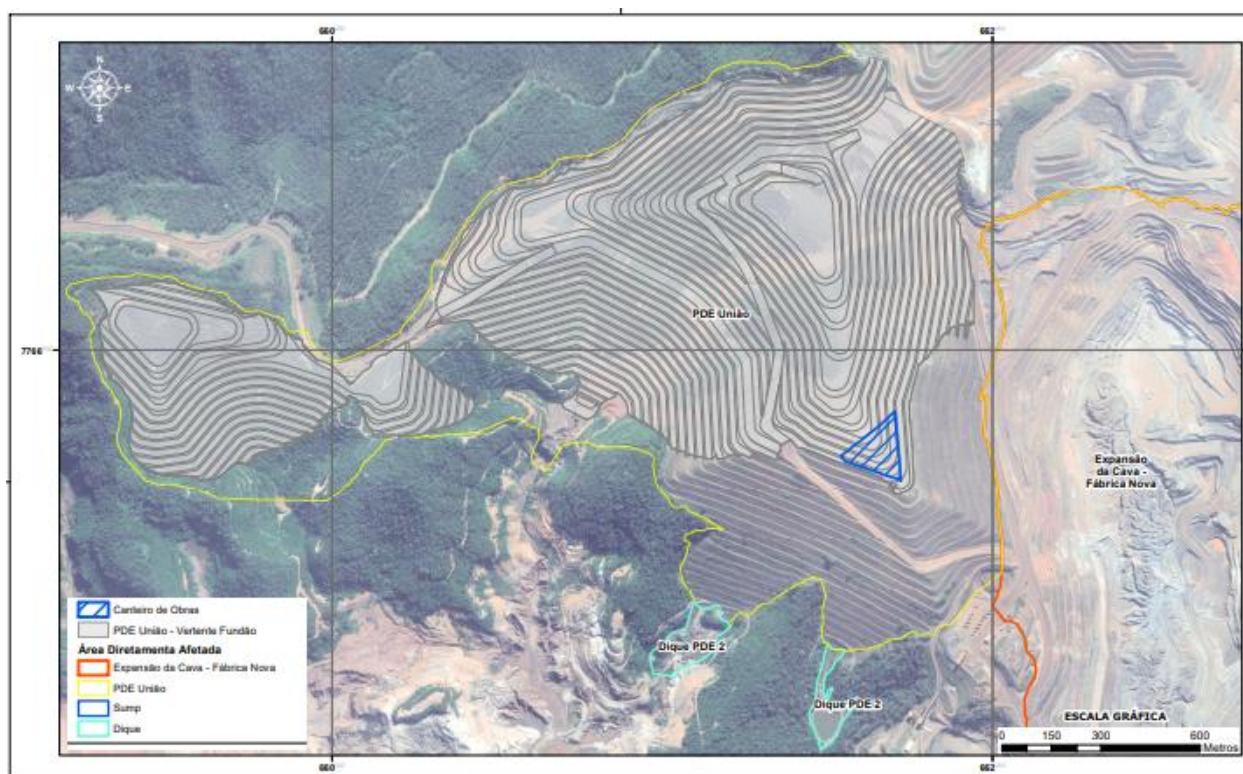 660
662
N
W
E
S
PDE União
7766
Expansão
da Cava -
Fábrica Nova
Canteiro de Obras
PDE União - Vertente Fundão
Área Diretamente Afetada
Expansão da Cava - Fábrica Nova
PDE União
Sump
Dique
Dique PDE 2
Dique PDE 2
ESCALA GRÁFICA
0 150 300 600
Metros
660
662